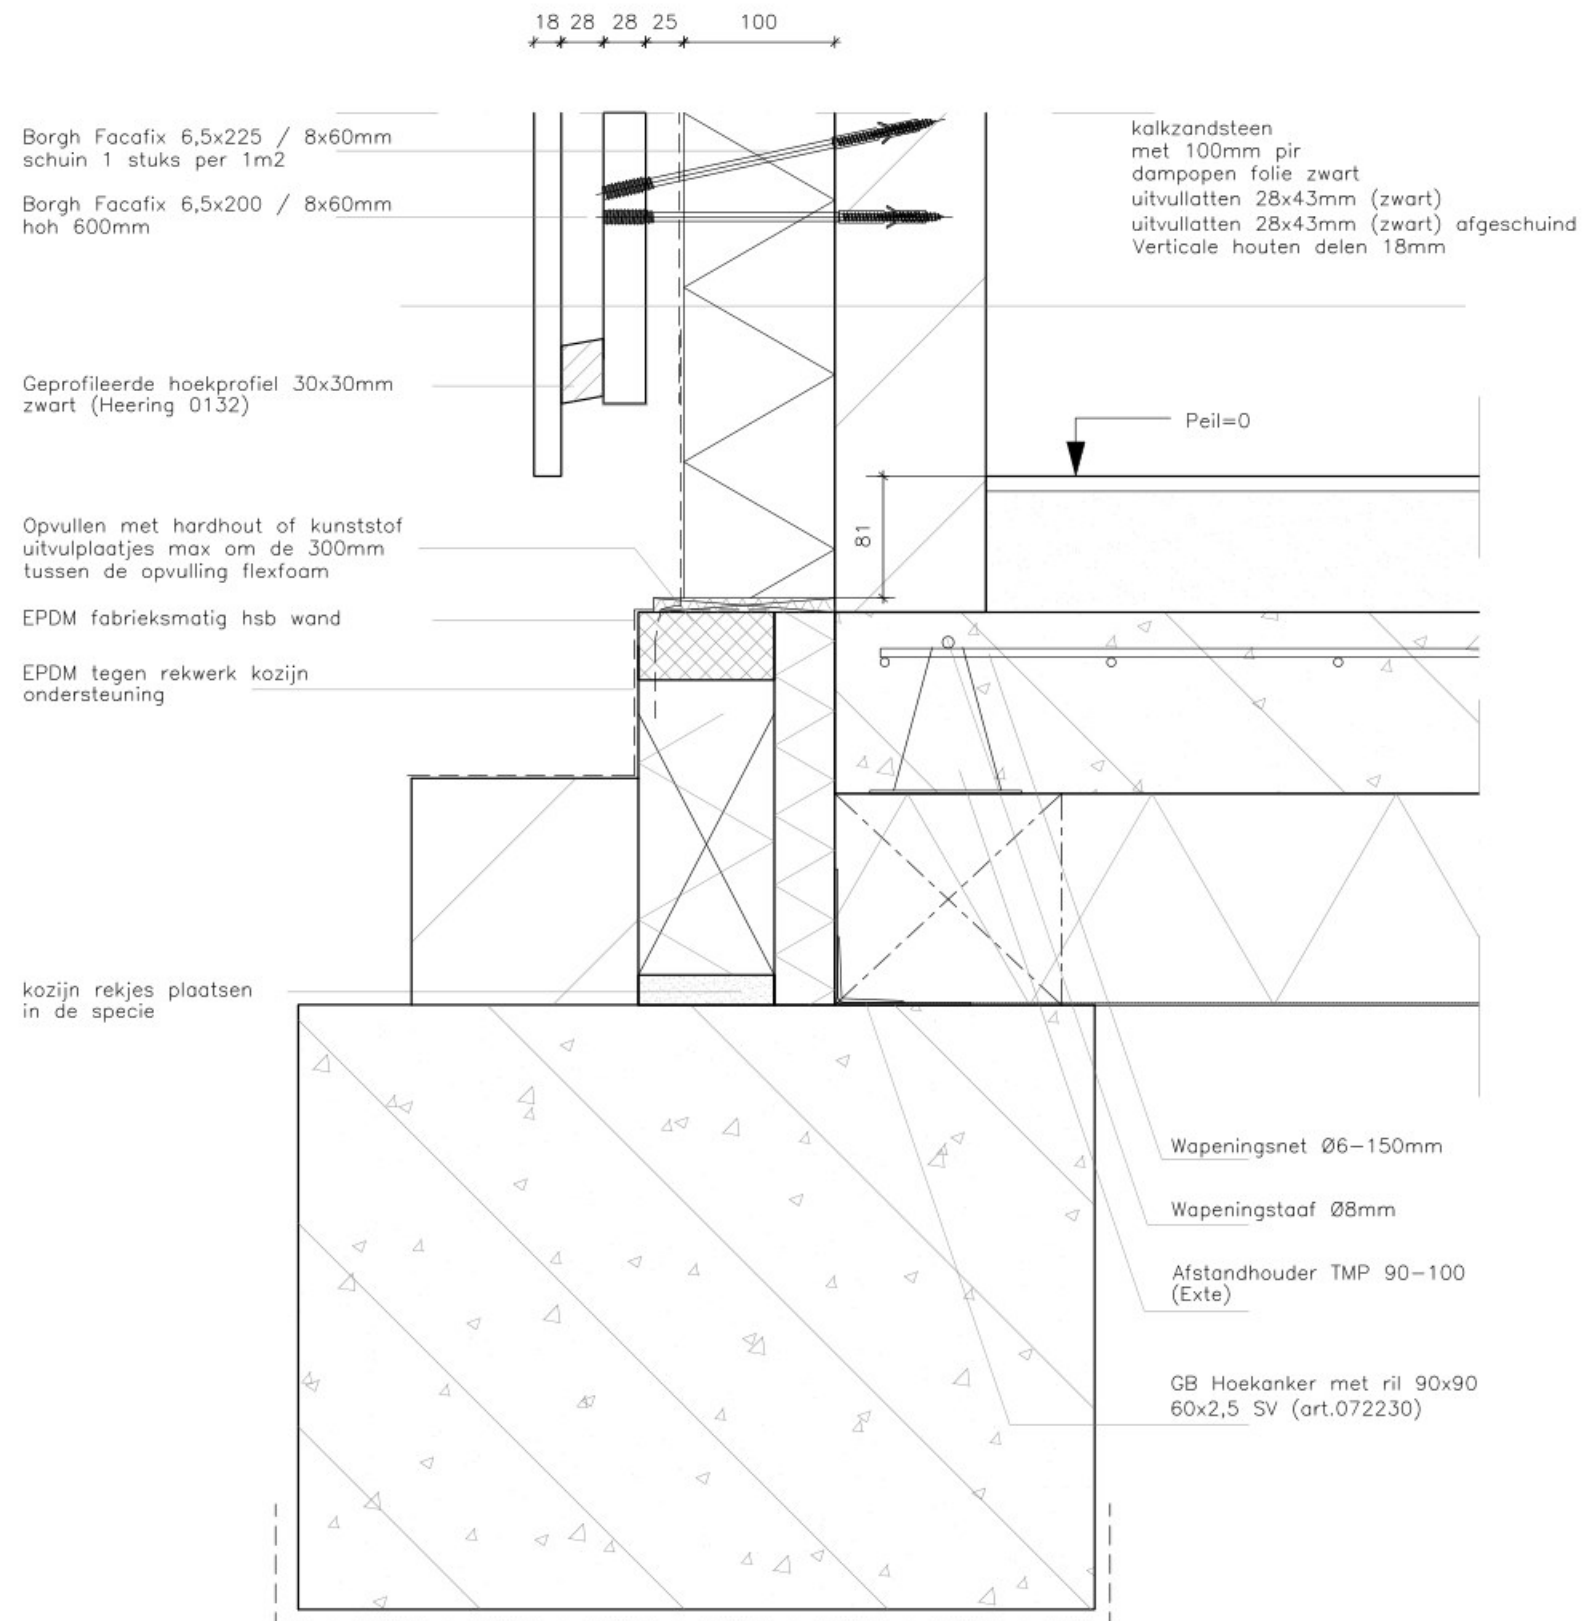 18 28 28 25 100
Borgh Facafix 6,5x225 / 8x60mm
schuin 1 stuks per 1m2
Borgh Facafix 6,5x200 / 8x60mm
hoh 600mm
kalkzandsteen
met 100mm pir
dampopen folie zwart
uitvullatten 28x43mm (zwart)
uitvullatten 28x43mm (zwart) afgeschuind
Verticale houten delen 18mm
Geprofileerde hoekprofiel 30x30mm
zwart (Heering 0132)
Peil=0
81
Opvullen met hardhout of kunststof
uitvulplaatjes max om de 300mm
tussen de opvulling flexfoam
EPDM fabrieksmatig hsb wand
EPDM tegen rekwerk kozijn
ondersteuning
kozijn rekjes plaatsen
in de specie
Wapeningsnet Ø6-150mm
Wapeningstaaf Ø8mm
Afstandhouder TMP 90-100
(Exte)
GB Hoekanker met ril 90x90
60x2,5 SV (art.072230)